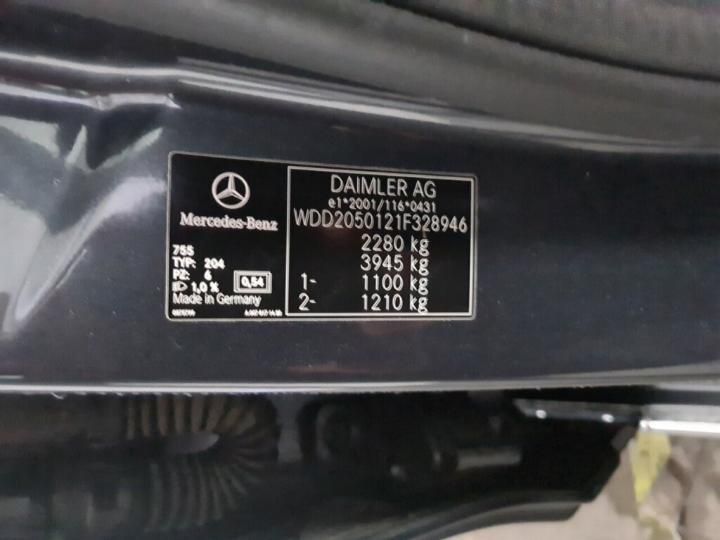 Mercedes-Benz
755
TYP: 204
PZ: 6
1,0 %
0,54
Made in Germany
DAIMLER AG
e1*2001/116*0431
WDD2050121F328946
2280 kg
3945 kg
1- 1100 kg
2- 1210 kg